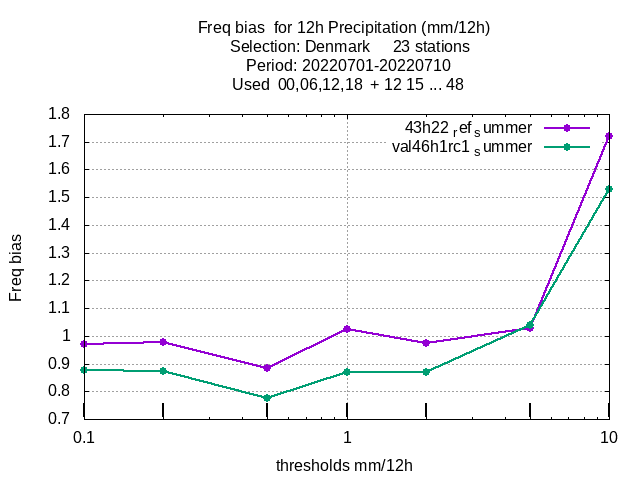 Freq bias  for 12h Precipitation (mm/12h)
Selection: Denmark     23 stations
Period: 20220701-20220710
Used  00,06,12,18  + 12 15 ... 48
43h22 ref summer
val46h1rc1 summer
1.8
1.7
1.6
1.5
1.4
1.3
1.2
1.1
1
0.9
0.8
0.7
Freq bias
0.1
1
10
thresholds mm/12h